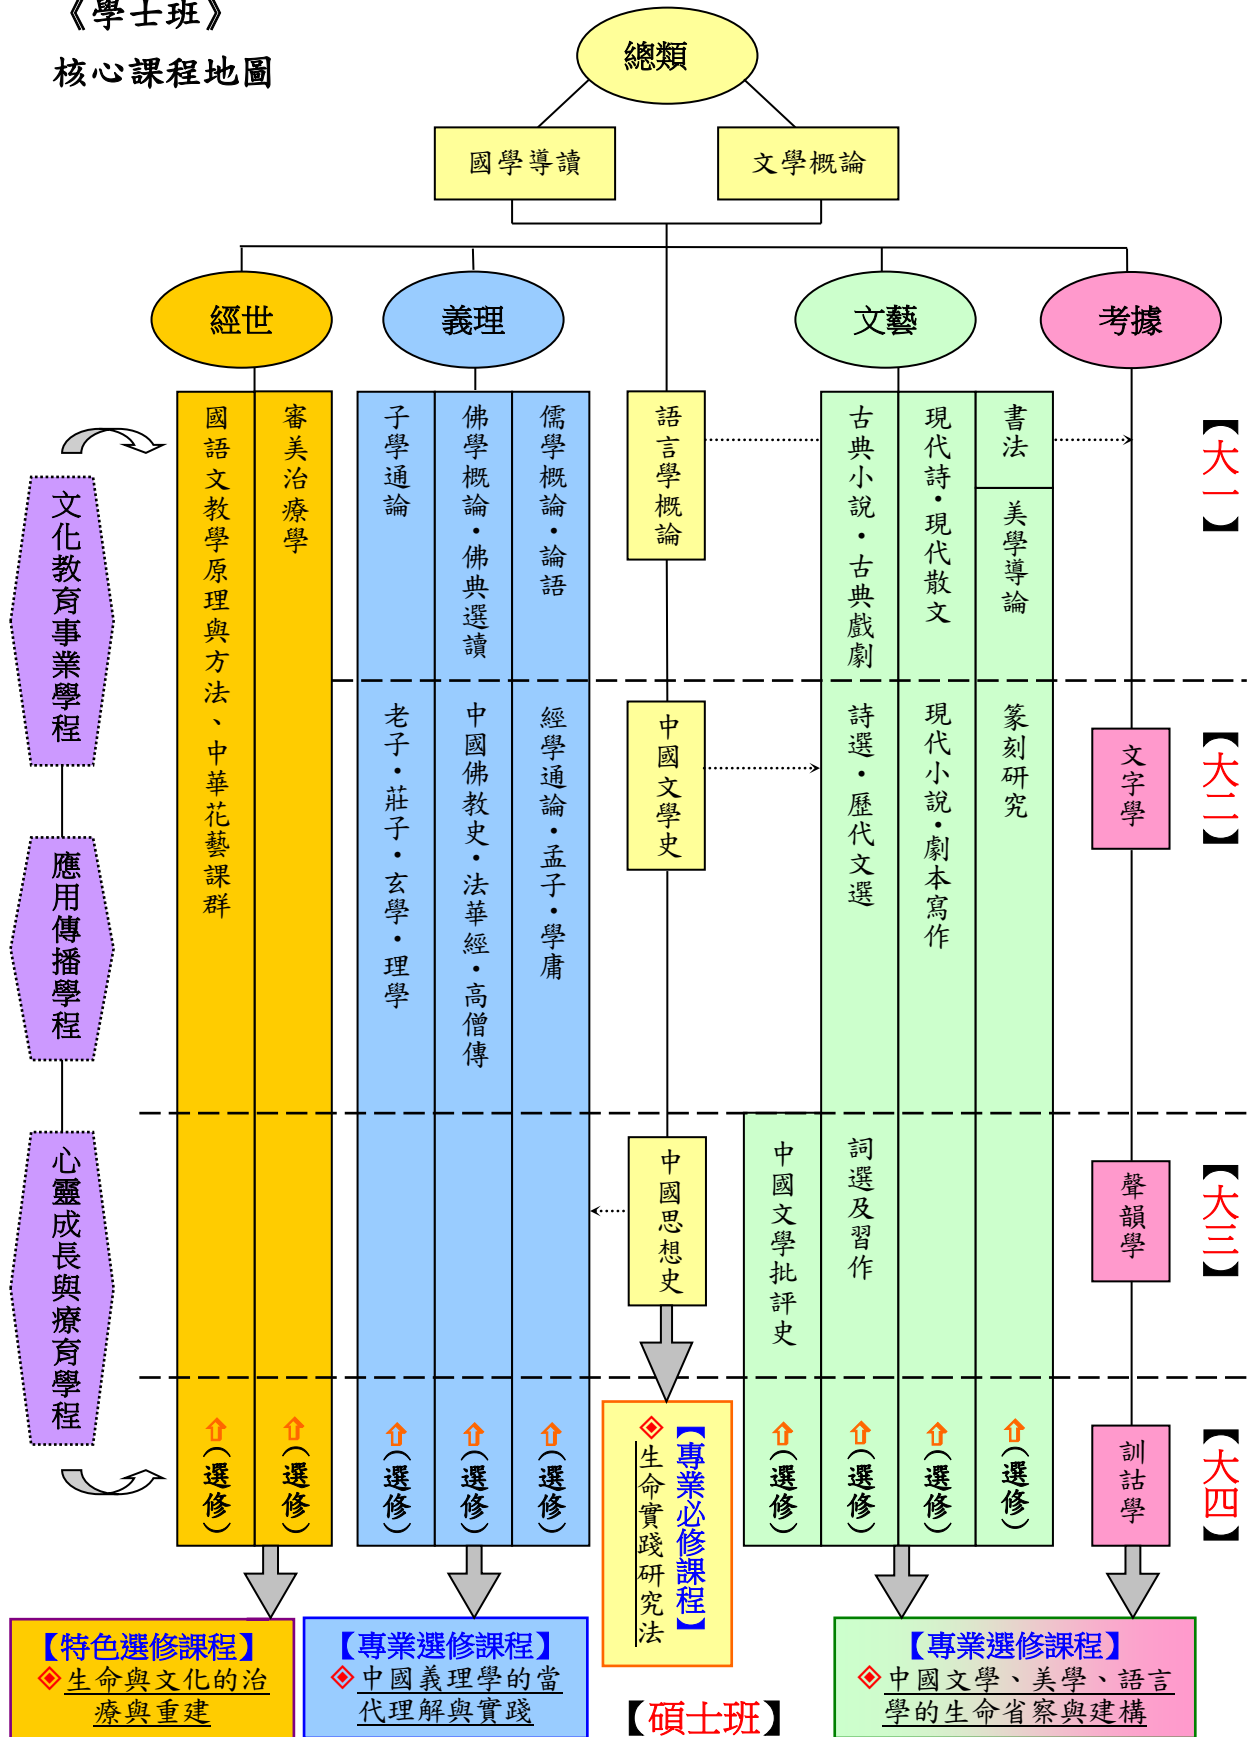 《學士班》
核心課程地圖
總類
國學導讀
文學概論
經世
義理
文藝
考據
國語文教學原理與方法、中華花藝課群
審美治療學
子學通論
佛學概論・佛典選讀
儒學概論・論語
語言學概論
古典小說・古典戲劇
現代詩・現代散文
書法
美學導論
【大一】
文化教育事業學程
老子・莊子・玄學・理學
中國佛教史・法華經・高僧傳
經學通論・孟子・學庸
中國文學史
詩選・歷代文選
現代小說・劇本寫作
篆刻研究
文字學
【大二】
應用傳播學程
心靈成長與療育學程
中國思想史
中國文學批評史
詞選及習作
聲韻學
【大三】
⇧(選修)
⇧(選修)
⇧(選修)
⇧(選修)
⇧(選修)
【專業必修課程】
◈生命實踐研究法
⇧(選修)
⇧(選修)
⇧(選修)
⇧(選修)
訓詁學
【大四】
【特色選修課程】
◈生命與文化的治
療與重建
【專業選修課程】
◈中國義理學的當
代理解與實踐
【碩士班】
【專業選修課程】
◈中國文學、美學、語言
學的生命省察與建構